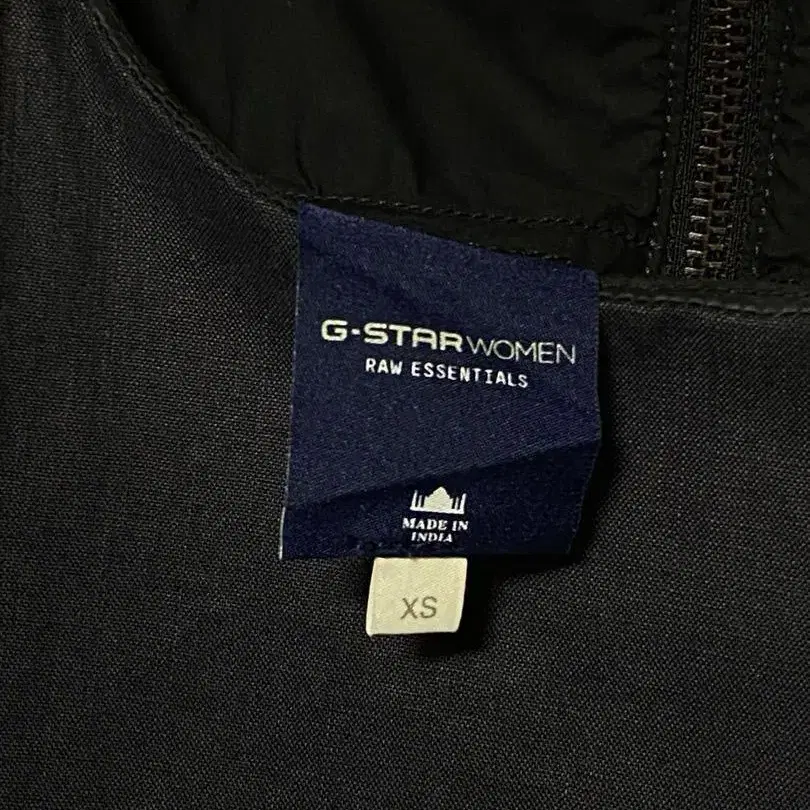 G-STAR WOMEN
RAW ESSENTIALS
MADE IN
INDIA
XS